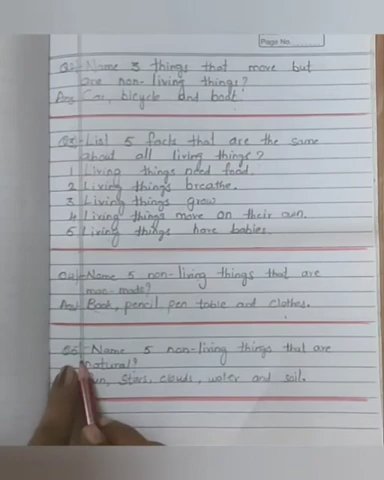 Page No.
Q2:- Name 3 things that move but
are non-living things?
Ans:- Car, bicycle and boat.
Q3:- List 5 facts that are the same
about all living things?
1 Living things need food.
2 Living things breathe.
3 Living things grow
4 Living things move on their own.
5 Living things have babies.
Q4:- Name 5 non-living things that are
man-made?
Ans:- Book, pencil pen table and clothes.
Q5:- Name 5 non-living things that are
natural?
Sun, Stars, clouds, water and soil.